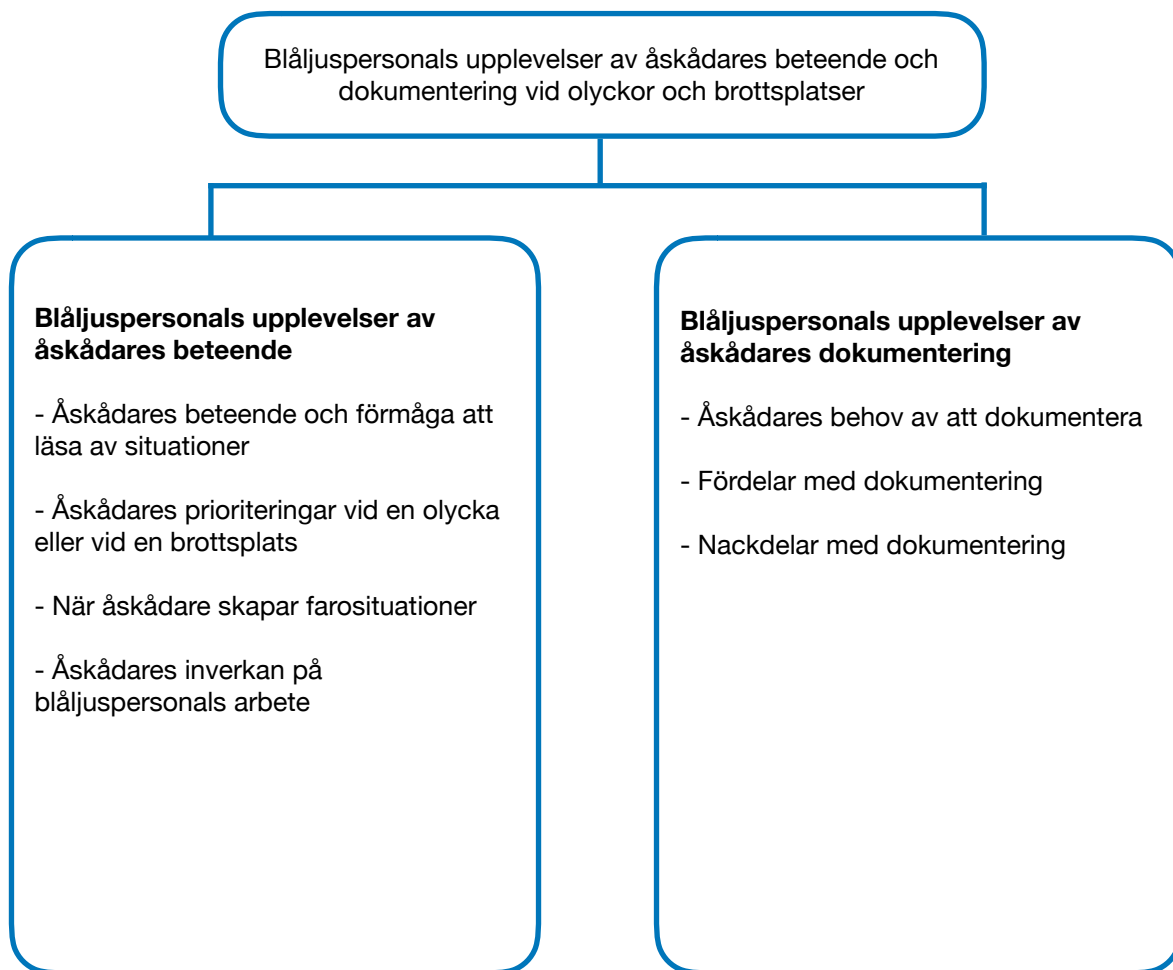 Blåljuspersonals upplevelser av åskådares beteende och
dokumentering vid olyckor och brottsplatser
Blåljuspersonals upplevelser av
åskådares beteende
- Åskådares beteende och förmåga att
läsa av situationer
- Åskådares prioriteringar vid en olycka
eller vid en brottsplats
- När åskådare skapar farosituationer
- Åskådares inverkan på
blåljuspersonals arbete
Blåljuspersonals upplevelser av
åskådares dokumentering
- Åskådares behov av att dokumentera
- Fördelar med dokumentering
- Nackdelar med dokumentering